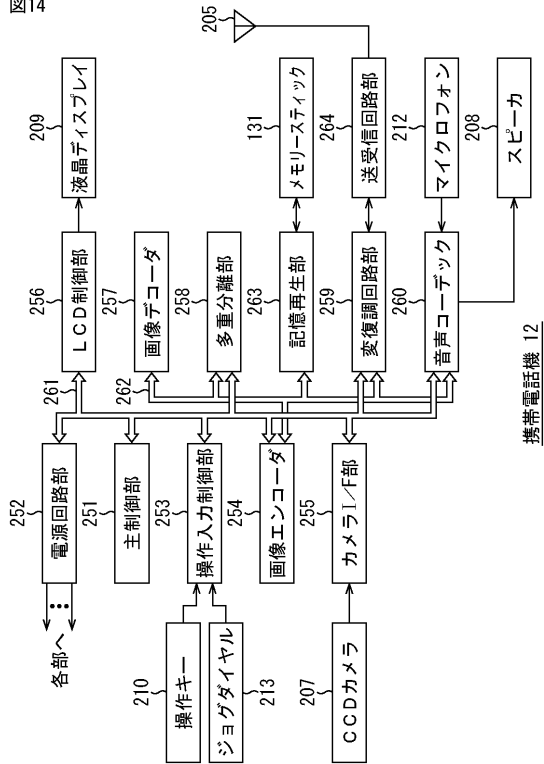 図14
205
209
液晶ディスプレイ
131
メモリースティック
264
送受信回路部
212
マイクロフォン
208
スピーカ
256
LCD制御部
257
画像デコーダ
258
多重分離部
263
記憶再生部
259
変復調回路部
260
音声コーデック
261
262
252
電源回路部
251
主制御部
253
操作入力制御部
254
画像エンコーダ
255
カメラI/F部
各部へ
210
操作キー
213
ジョグダイヤル
207
CCDカメラ
携帯電話機 12